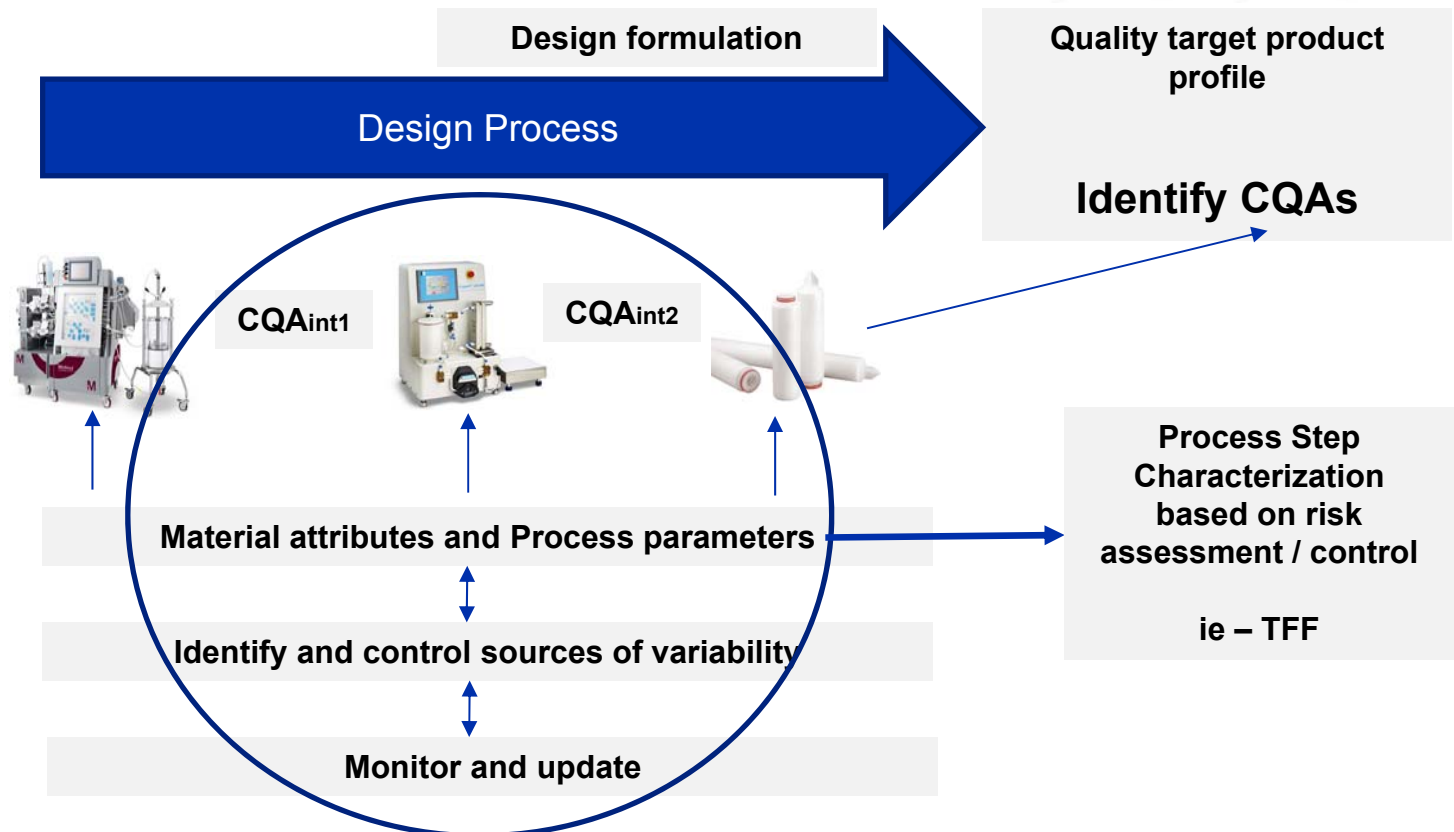 Design formulation
Quality target product
profile
Design Process
Identify CQAs
CQAint1
CQAint2
M
M
Process Step
Characterization
based on risk
assessment / control
ie – TFF
Material attributes and Process parameters
Identify and control sources of variability
Monitor and update